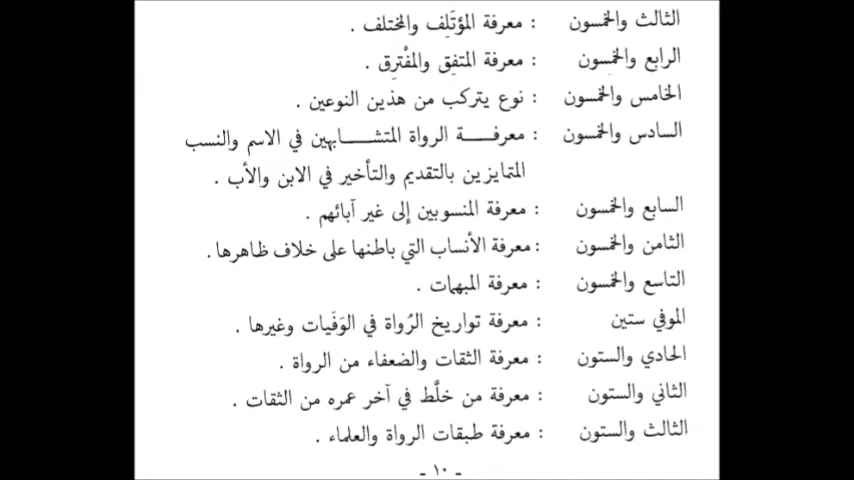 الثالث والخمسون : معرفة المؤتَلِف والمختلف .
الرابع والخمسون : معرفة المتفِق والمفْترِق .
الخامس والخمسون : نوع يتركب من هذين النوعين .
السادس والخمسون : معرفـــة الرواة المتشـــابهين في الاسم والنسب
المتمايزين بالتقديم والتأخير في الابن والأب .
السابع والخمسون : معرفة المنسوبين إلى غير آبائهم .
الثامن والخمسون : معرفة الأنساب التي باطنها على خلاف ظاهرها .
التاسع والخمسون : معرفة المبهمات .
الموفي ستين : معرفة تواريخ الرُواة في الوَفَيات وغيرها .
الحادي والستون : معرفة الثقات والضعفاء من الرواة .
الثاني والستون : معرفة من خلَّط في آخر عمره من الثقات .
الثالث والستون : معرفة طبقات الرواة والعلماء .
- ١٠ -